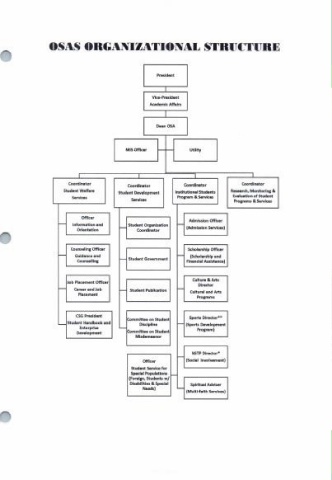 OSAS ORGANIZATIONAL STRUCTURE
President
Vice-President
Academic Affairs
Dean OSA
MIS Officer
Utility
Coordinator
Student Welfare
Services
Coordinator
Student Development
Services
Coordinator
Institutional Students
Program & Services
Coordinator
Research, Monitoring &
Evaluation of Student
Programs & Services
Officer
Information and
Orientation
Counseling Officer
Guidance and
Counselling
Job Placement Officer
Career and Job
Placement
CSG President
Student Handbook and
Enterprise
Development
Student Organization
Coordinator
Student Government
Student Publication
Committee on Student
Discipline
Committee on Student
Misdemeanor
Officer
Student Service for
Special Populations
(Foreign, Students w/
Disabilities & Special
Needs)
Admission Officer
(Admission Services)
Scholarship Officer
(Scholarship and
Financial Assistance)
Culture & Arts
Director
Cultural and Arts
Programs
Sports Director**
(Sports Development
Program)
NSTP Director*
(Social Involvement)
Spiritual Adviser
(Multi-Faith Services)